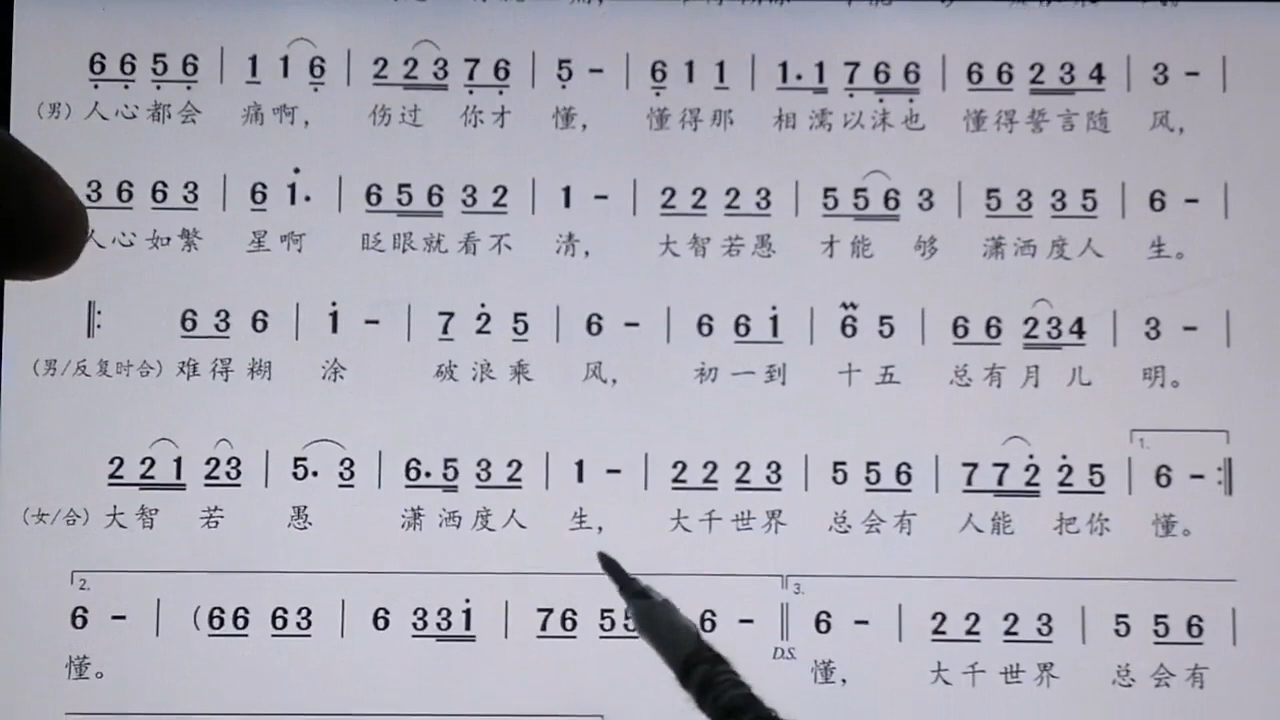 6 6 5 6 | 1 1 6 | 2 2 3 7 6 | 5 - | 6 1 1 | 1· 1 7 6 6 | 6 6 2 3 4 | 3 - |
(男) 人心都会 痛啊, 伤过 你才 懂, 懂得那 相濡以沫也 懂得誓言随 风,
3 6 6 3 | 6 1· | 6 5 6 3 2 | 1 - | 2 2 2 3 | 5 5 6 3 | 5 3 3 5 | 6 - |
人心如繁 星啊 眨眼就看不 清, 大智若愚 才能 够 潇洒度人 生。
‖: 6 3 6 | 1 - | 7 2 5 | 6 - | 6 6 1 | 6 5 | 6 6 2 3 4 | 3 - |
(男/反复时合) 难得糊 涂 破浪乘 风, 初一到 十五 总有月儿 明。
2 2 1 2 3 | 5· 3 | 6· 5 3 2 | 1 - | 2 2 2 3 | 5 5 6 | 7 7 2 2 5 | 1. 6 - :‖
(女/合) 大智 若 愚 潇洒度人 生, 大千世界 总会有 人能 把你 懂。
2. 6 - | (6 6 6 3 | 6 3 3 1 | 7 6 5 5 6 - ‖ D.S. 3. 6 - | 2 2 2 3 | 5 5 6 |
懂。 懂, 大千世界 总会有